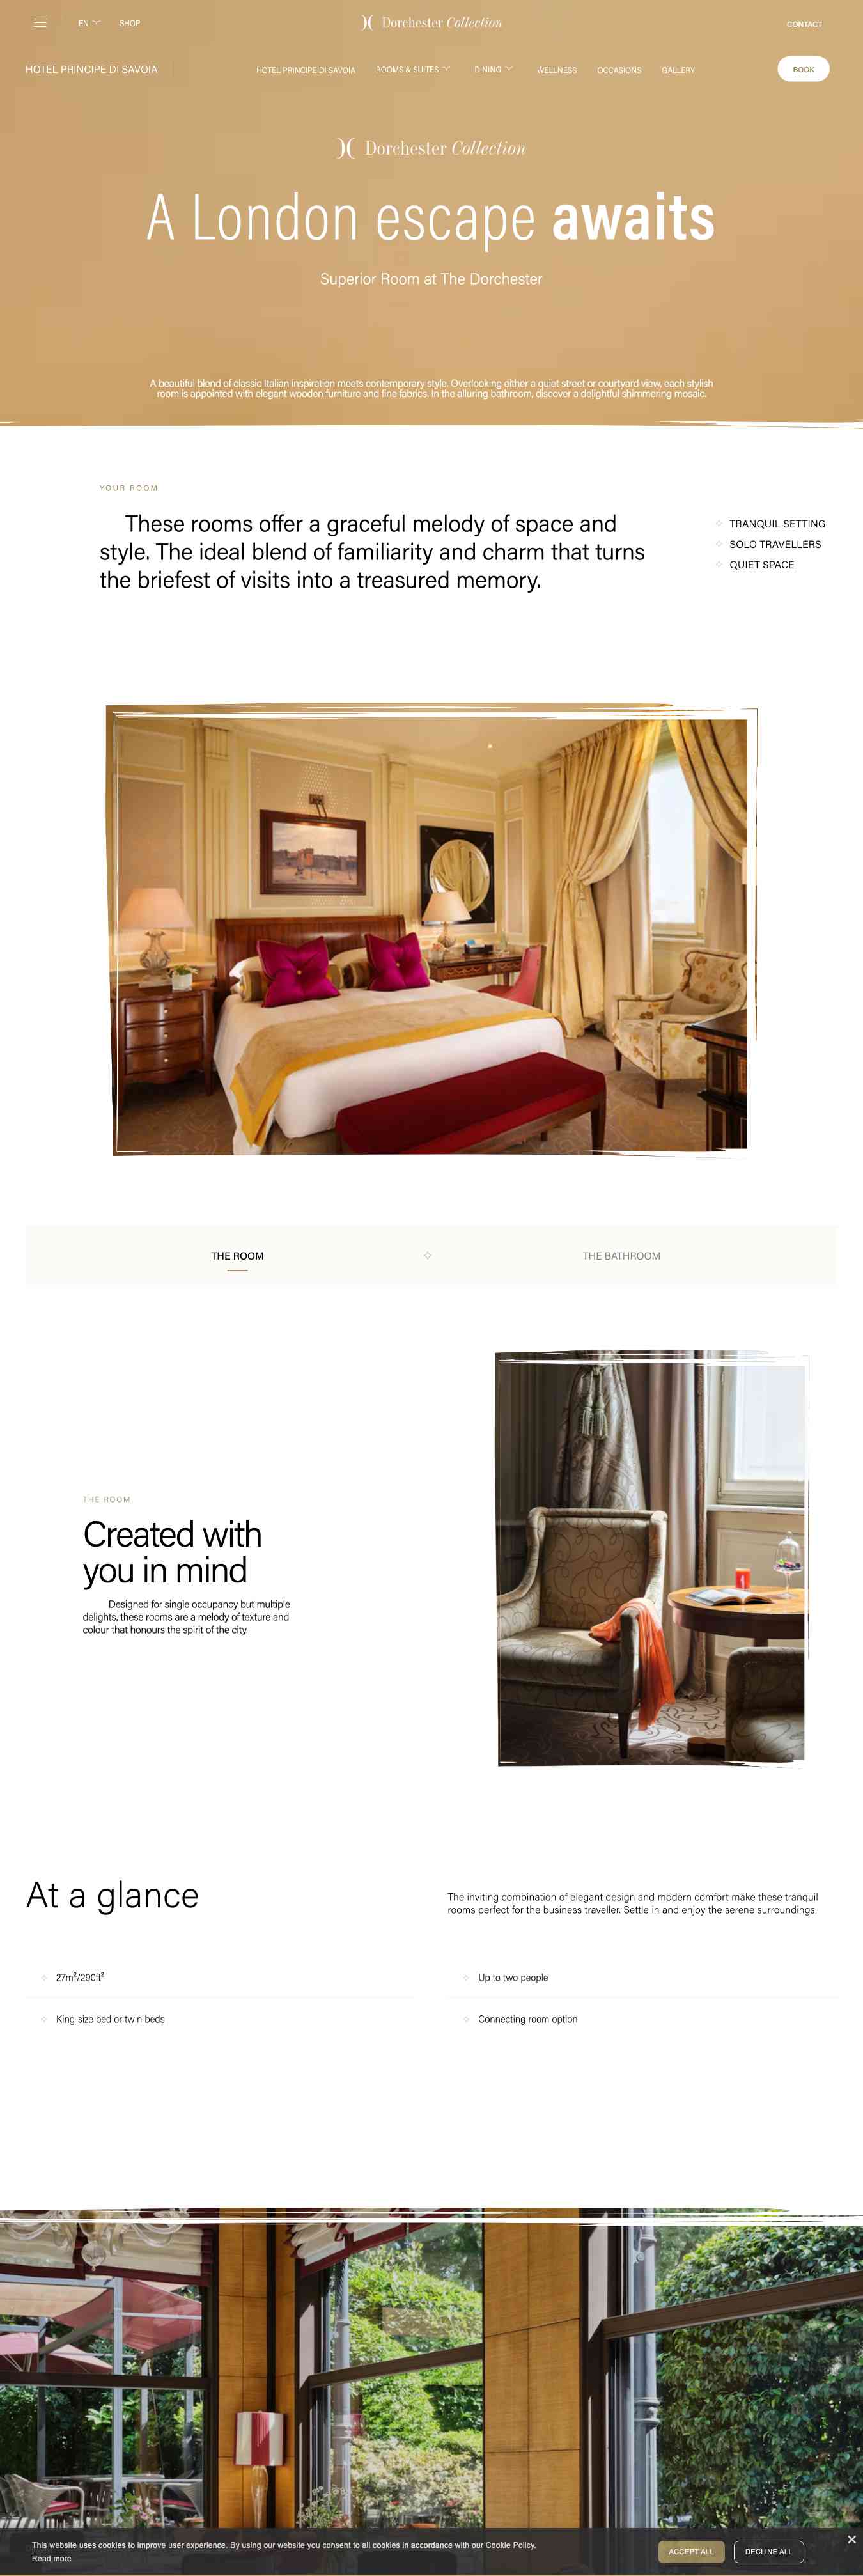 EN
SHOP
Dorchester Collection
CONTACT
HOTEL PRINCIPE DI SAVOIA
HOTEL PRINCIPE DI SAVOIA
ROOMS & SUITES
DINING
WELLNESS
OCCASIONS
GALLERY
BOOK
Dorchester Collection
A London escape awaits
Superior Room at The Dorchester
A beautiful blend of classic Italian inspiration meets contemporary style. Overlooking either a quiet street or courtyard view, each stylish
room is appointed with elegant wooden furniture and fine fabrics. In the alluring bathroom, discover a delightful shimmering mosaic.
YOUR ROOM
These rooms offer a graceful melody of space and
style. The ideal blend of familiarity and charm that turns
the briefest of visits into a treasured memory.
TRANQUIL SETTING
SOLO TRAVELLERS
QUIET SPACE
THE ROOM
THE BATHROOM
THE ROOM
Created with
you in mind
Designed for single occupancy but multiple
delights, these rooms are a melody of texture and
colour that honours the spirit of the city.
At a glance
The inviting combination of elegant design and modern comfort make these tranquil
rooms perfect for the business traveller. Settle in and enjoy the serene surroundings.
27m²/290ft²
Up to two people
King-size bed or twin beds
Connecting room option
This website uses cookies to improve user experience. By using our website you consent to all cookies in accordance with our Cookie Policy.
Read more
ACCEPT ALL
DECLINE ALL